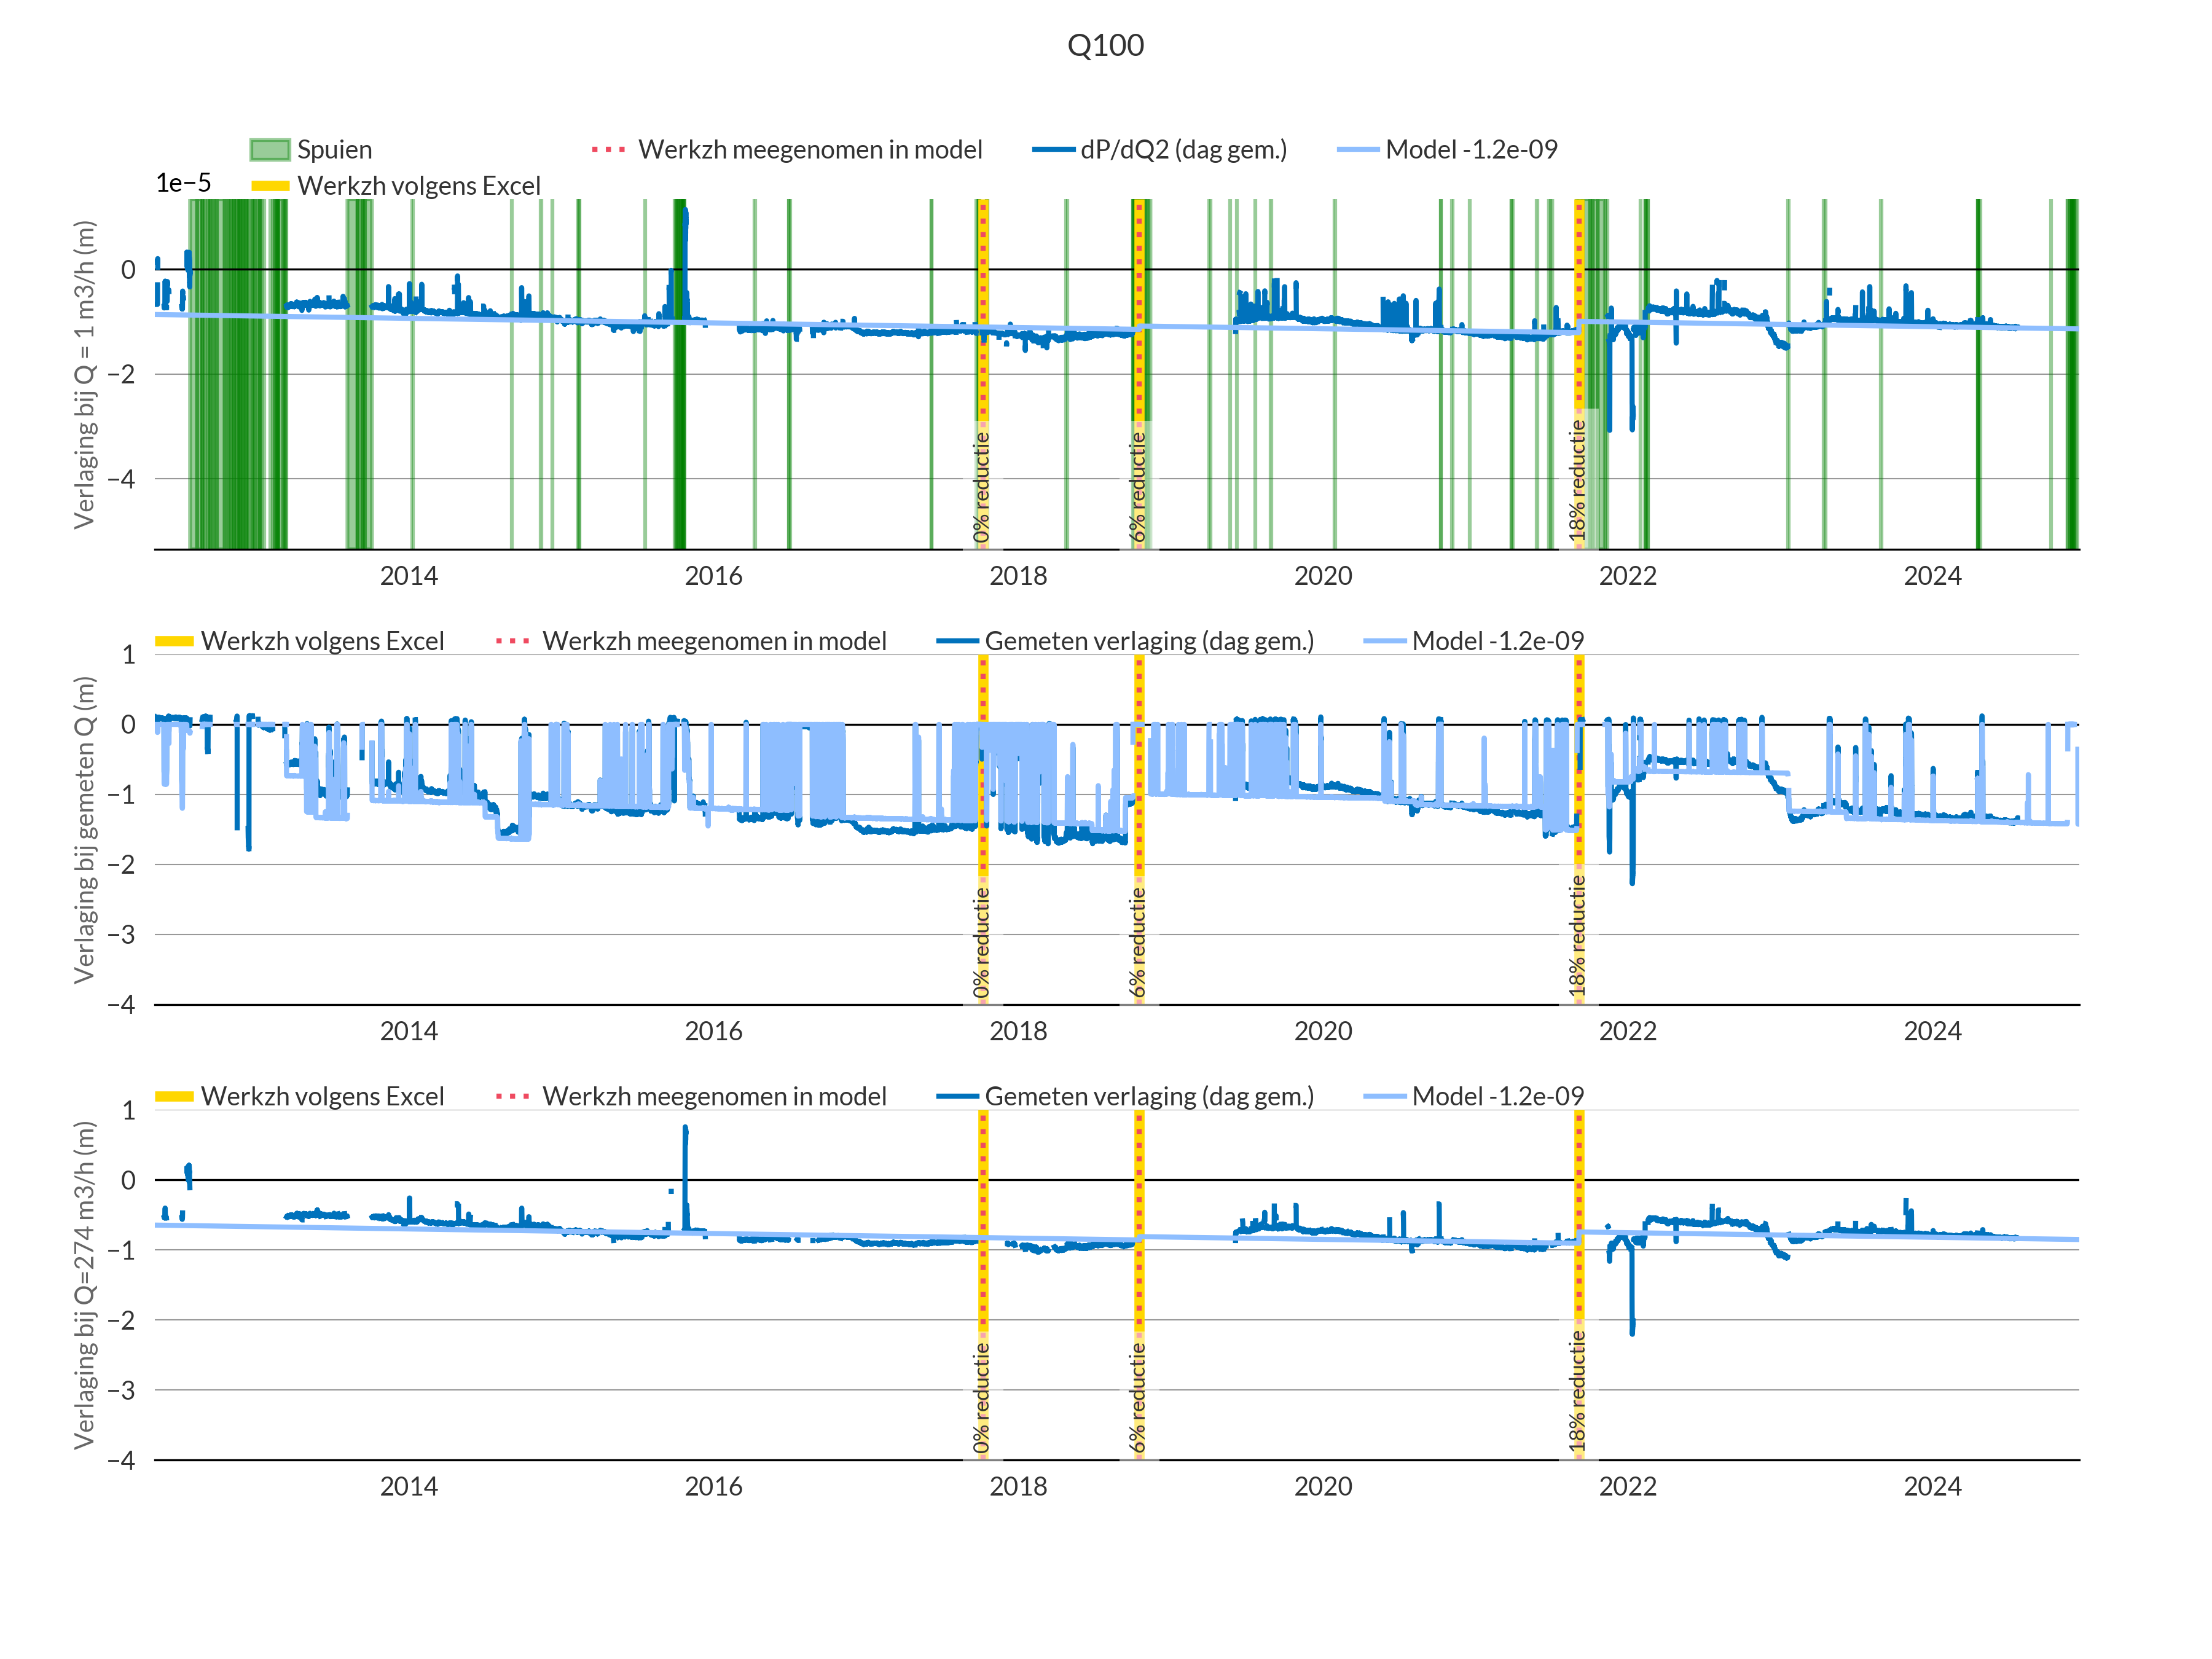 Q100
Spuien
Werkzh meegenomen in model
dP/dQ2 (dag gem.)
Model -1.2e-09
Werkzh volgens Excel
1e−5
Verlaging bij Q = 1 m3/h (m)
0
−2
−4
0% reductie
6% reductie
18% reductie
2014 2016 2018 2020 2022 2024
Werkzh volgens Excel
Werkzh meegenomen in model
Gemeten verlaging (dag gem.)
Model -1.2e-09
Verlaging bij gemeten Q (m)
1
0
−1
−2
−3
−4
0% reductie
6% reductie
18% reductie
2014 2016 2018 2020 2022 2024
Werkzh volgens Excel
Werkzh meegenomen in model
Gemeten verlaging (dag gem.)
Model -1.2e-09
Verlaging bij Q=274 m3/h (m)
1
0
−1
−2
−3
−4
0% reductie
6% reductie
18% reductie
2014 2016 2018 2020 2022 2024